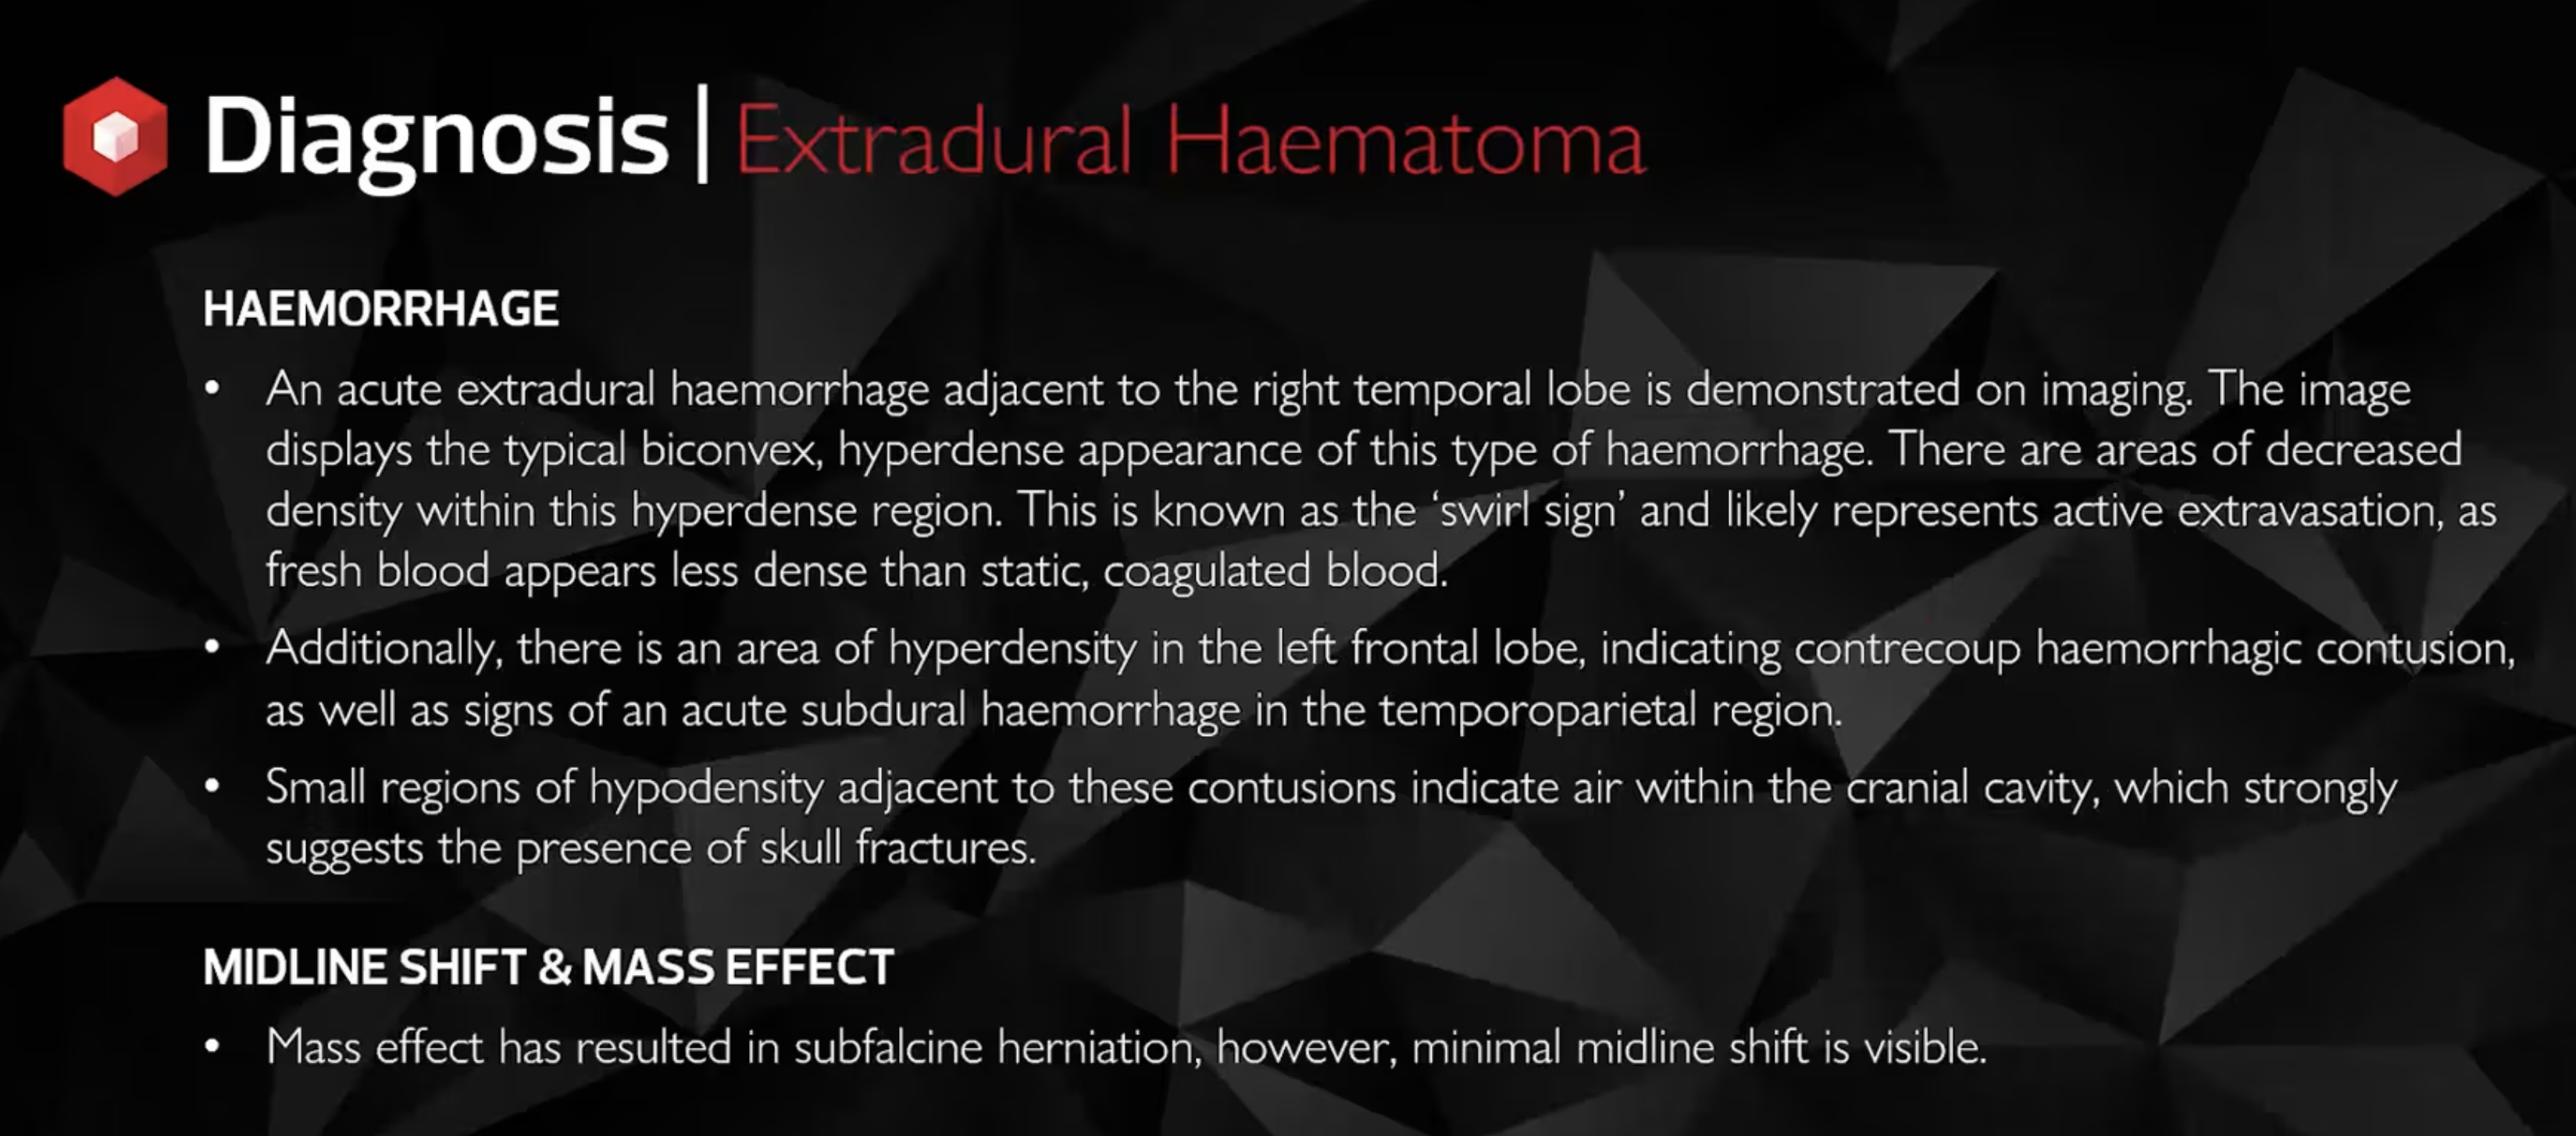 Diagnosis | Extradural Haematoma
HAEMORRHAGE
• An acute extradural haemorrhage adjacent to the right temporal lobe is demonstrated on imaging. The image
displays the typical biconvex, hyperdense appearance of this type of haemorrhage. There are areas of decreased
density within this hyperdense region. This is known as the ‘swirl sign’ and likely represents active extravasation, as
fresh blood appears less dense than static, coagulated blood.
• Additionally, there is an area of hyperdensity in the left frontal lobe, indicating contrecoup haemorrhagic contusion,
as well as signs of an acute subdural haemorrhage in the temporoparietal region.
• Small regions of hypodensity adjacent to these contusions indicate air within the cranial cavity, which strongly
suggests the presence of skull fractures.
MIDLINE SHIFT & MASS EFFECT
• Mass effect has resulted in subfalcine herniation, however, minimal midline shift is visible.